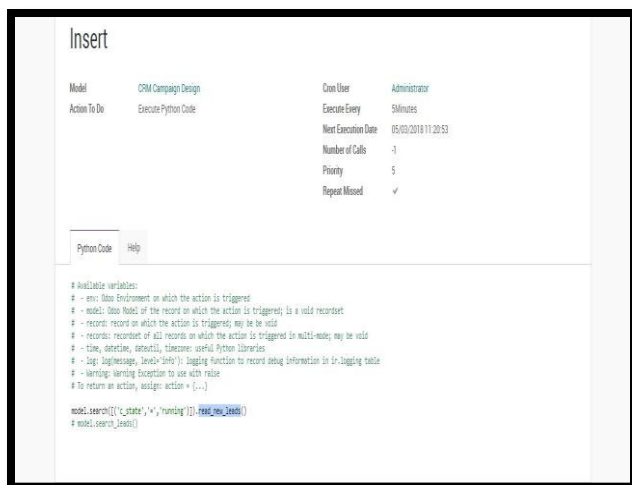 Insert
Model CRM Campaign Design Cron User Administrator
Action To Do Execute Python Code Execute Every 5Minutes
Next Execution Date 05/03/2018 11:20:53
Number of Calls -1
Priority 5
Repeat Missed ✓
Python Code Help
# Available variables:
# - env: Odoo Environment on which the action is triggered
# - model: Odoo Model of the record on which the action is triggered; is a void recordset
# - record: record on which the action is triggered; may be be void
# - records: recordset of all records on which the action is triggered in multi-mode; may be void
# - time, datetime, dateutil, timezone: useful Python libraries
# - log: log(message, level='info'): logging function to record debug information in ir.logging table
# - Warning: Warning Exception to use with raise
# To return an action, assign: action = {...}
model.search([('c_state','=','running')]).read_new_leads()
# model.search_leads()